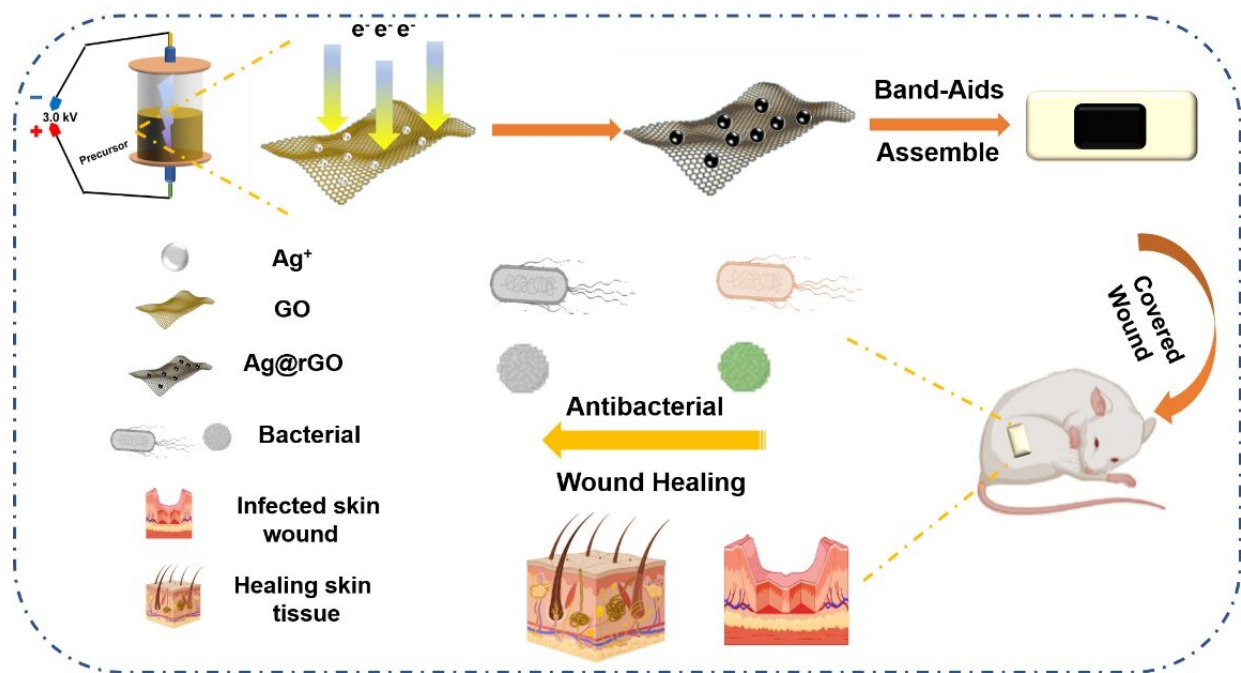 e⁻ e⁻ e⁻
− 3.0 kV
+
Precursor
Band-Aids
Assemble
Ag⁺
GO
Ag@rGO
Bacterial
Infected skin
wound
Healing skin
tissue
Covered
Wound
Antibacterial
Wound Healing